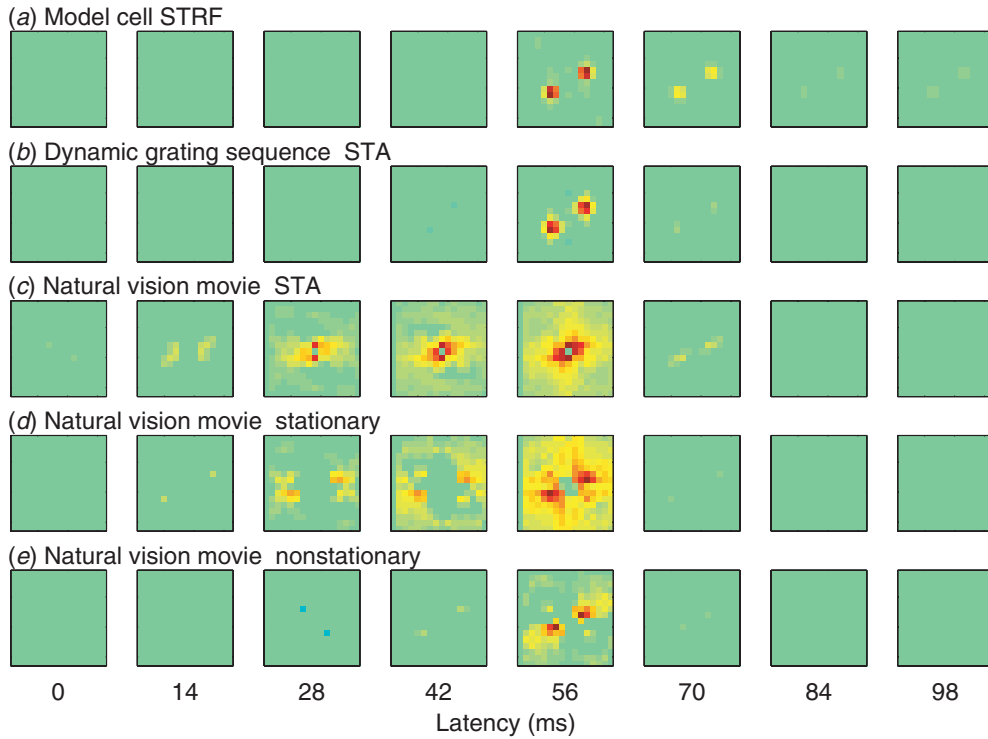 (a) Model cell STRF
(b) Dynamic grating sequence STA
(c) Natural vision movie STA
(d) Natural vision movie stationary
(e) Natural vision movie nonstationary
0 14 28 42 56 70 84 98
Latency (ms)